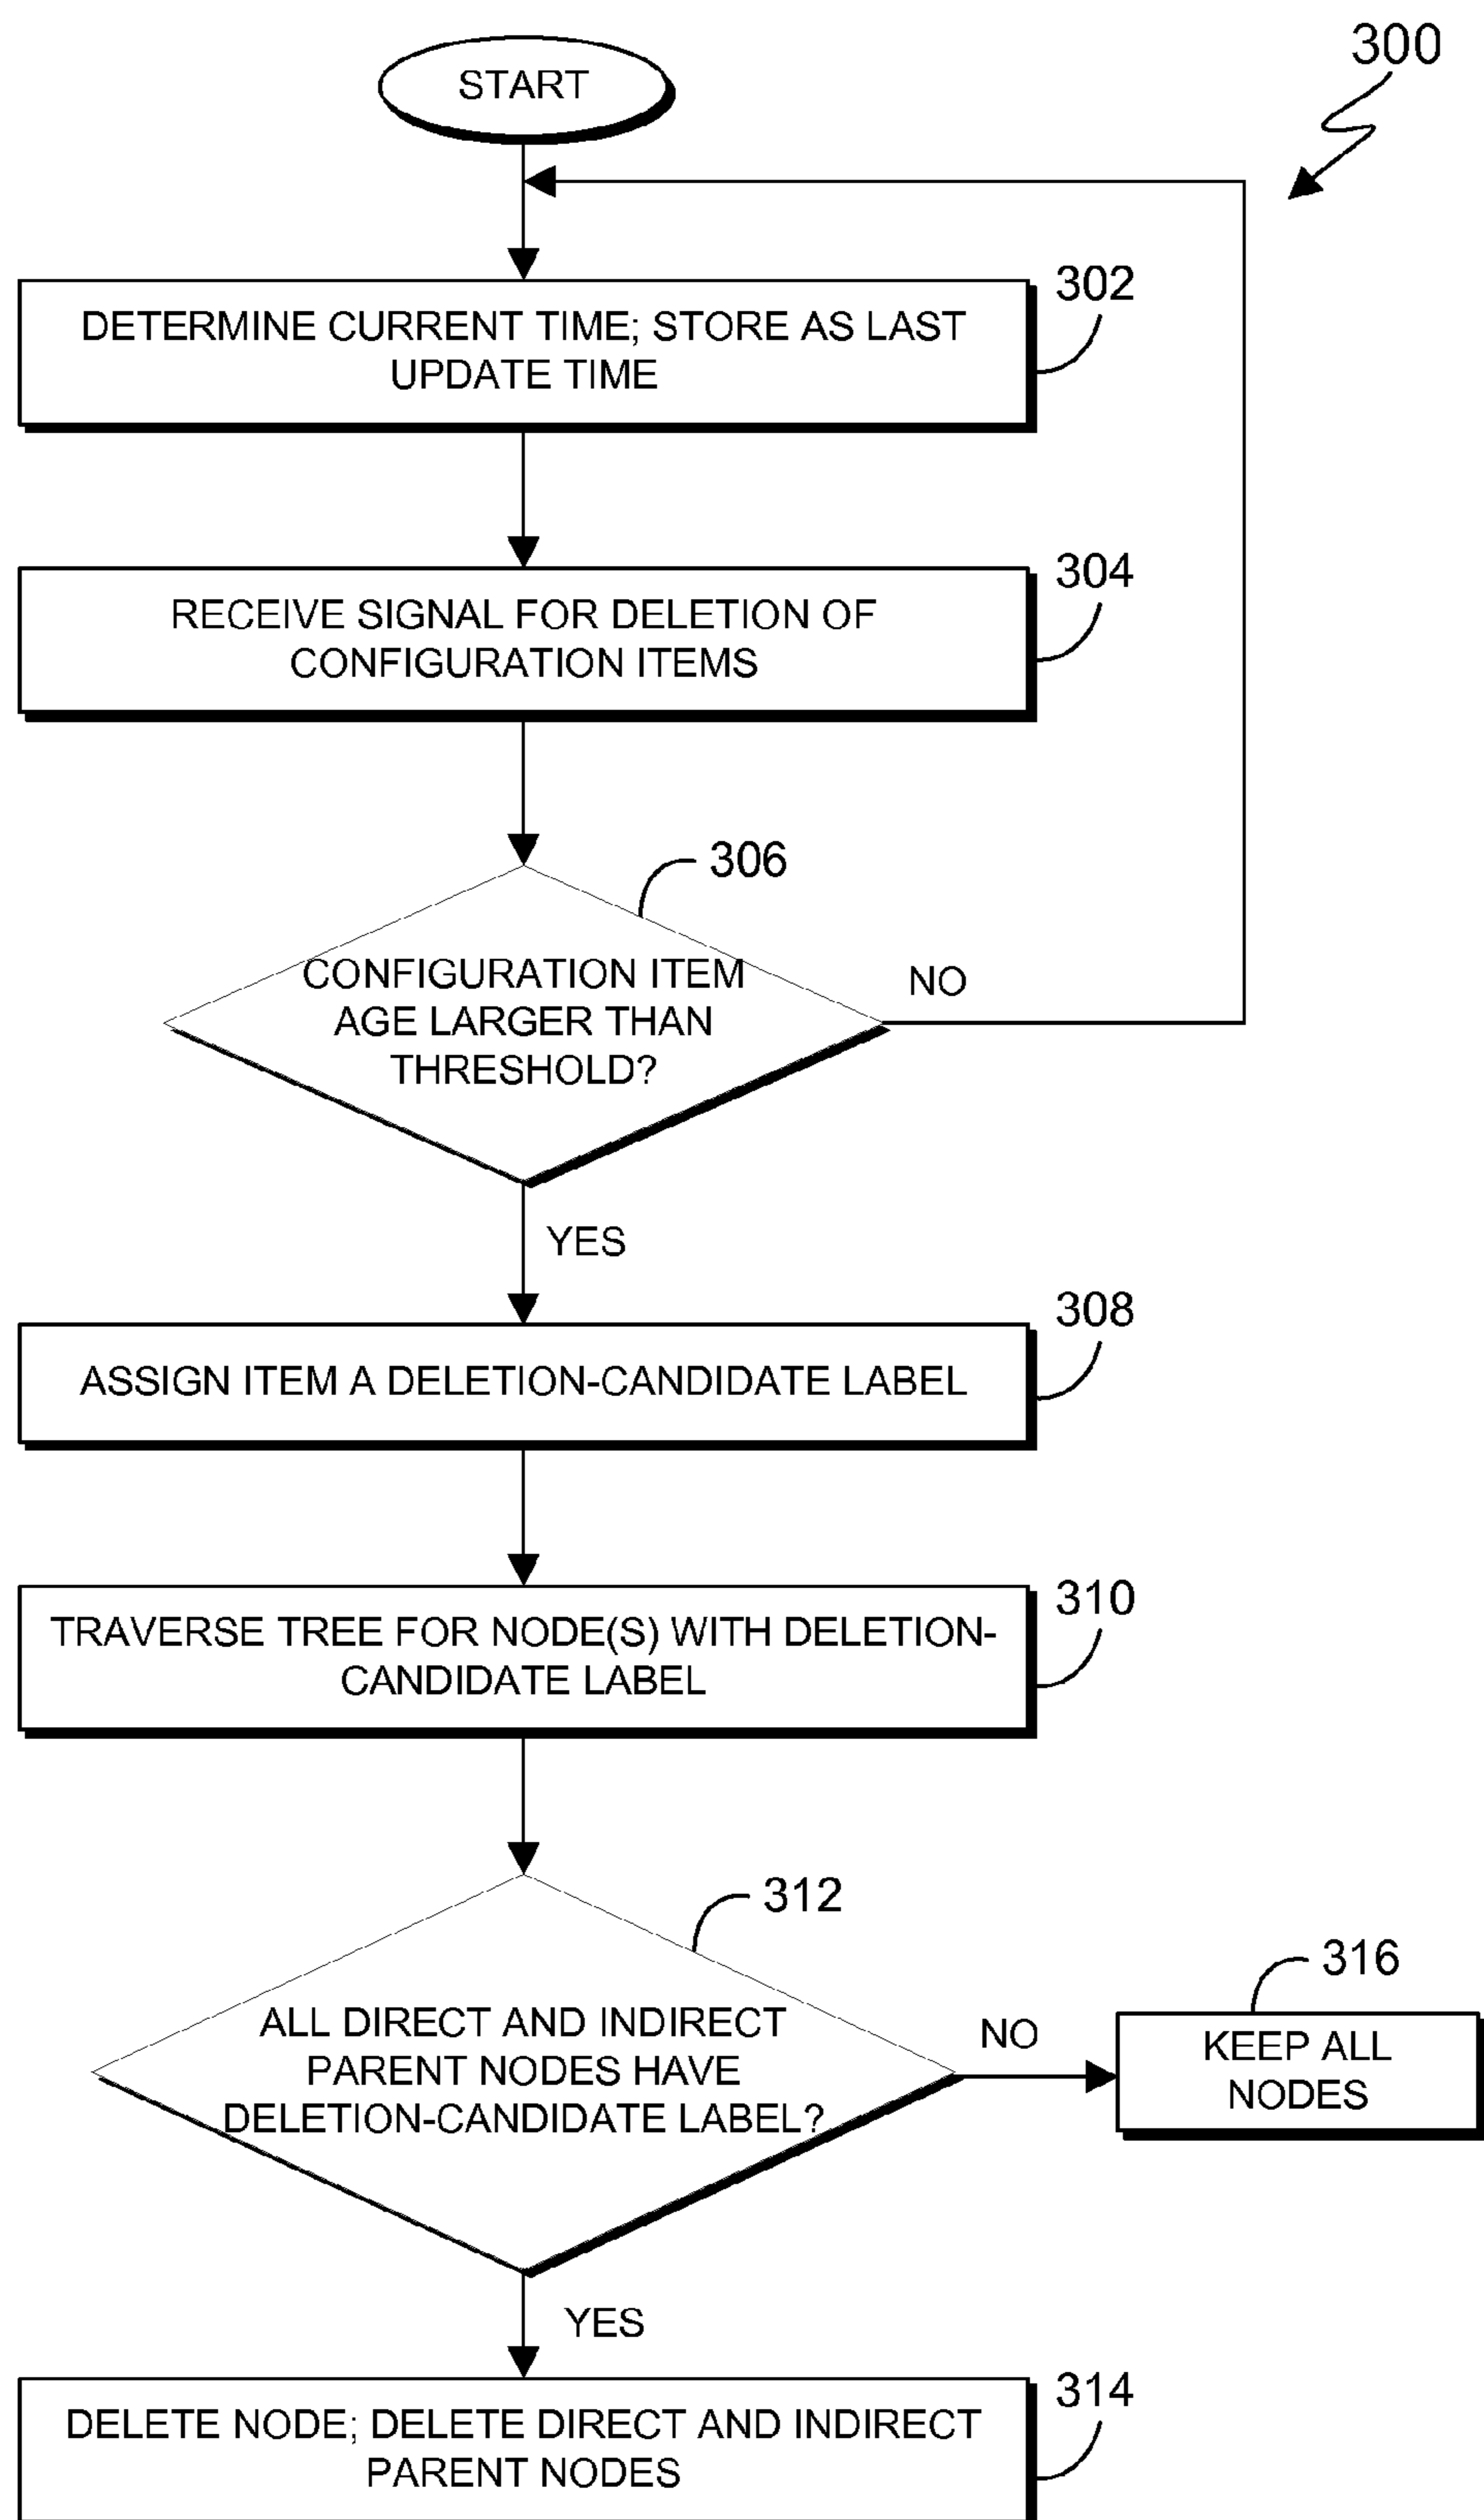 300
START
302
DETERMINE CURRENT TIME; STORE AS LAST
UPDATE TIME
304
RECEIVE SIGNAL FOR DELETION OF
CONFIGURATION ITEMS
306
CONFIGURATION ITEM
AGE LARGER THAN
THRESHOLD?
NO
YES
308
ASSIGN ITEM A DELETION-CANDIDATE LABEL
310
TRAVERSE TREE FOR NODE(S) WITH DELETION-
CANDIDATE LABEL
312
ALL DIRECT AND INDIRECT
PARENT NODES HAVE
DELETION-CANDIDATE LABEL?
NO
316
KEEP ALL
NODES
YES
314
DELETE NODE; DELETE DIRECT AND INDIRECT
PARENT NODES